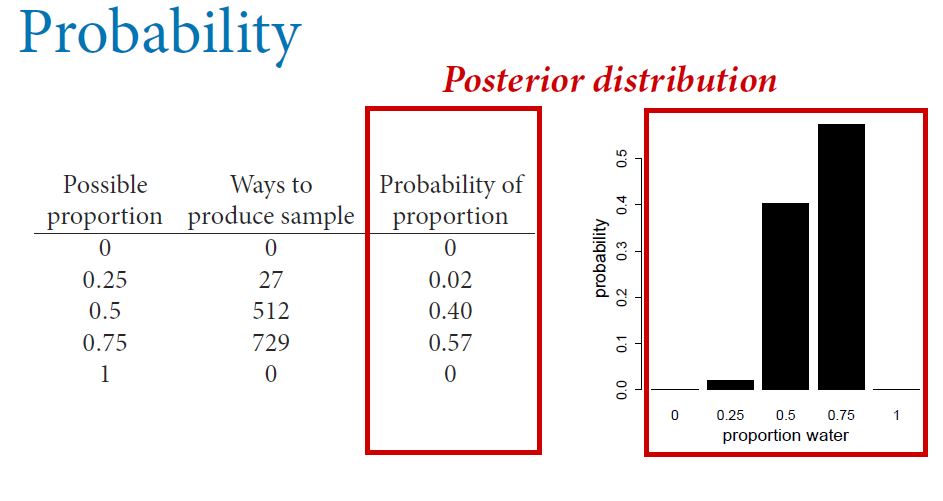 Probability
Posterior distribution
Possible proportion Ways to produce sample Probability of proportion
0 0 0
0.25 27 0.02
0.5 512 0.40
0.75 729 0.57
1 0 0
probability
0.5
0.4
0.3
0.2
0.1
0.0
0 0.25 0.5 0.75 1
proportion water